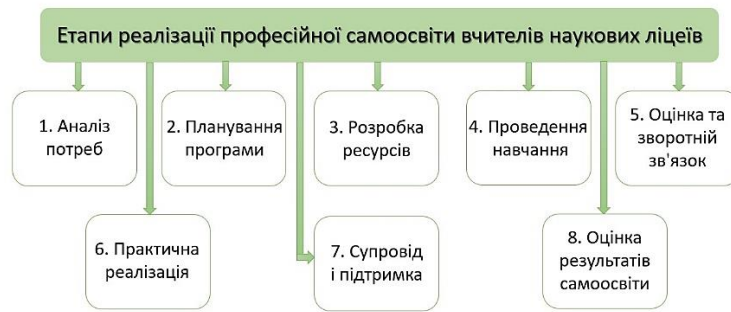 Етапи реалізації професійної самоосвіти вчителів наукових ліцеїв
1. Аналіз
потреб
2. Планування
програми
3. Розробка
ресурсів
4. Проведення
навчання
5. Оцінка та
зворотній
зв'язок
6. Практична
реалізація
7. Супровід
і підтримка
8. Оцінка
результатів
самоосвіти